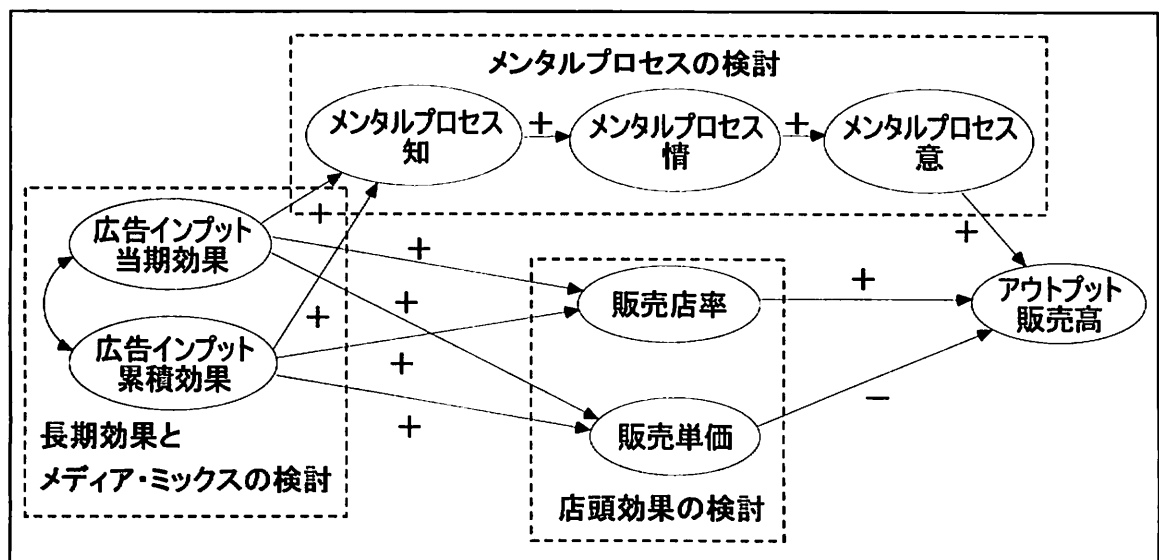 メンタルプロセスの検討
メンタルプロセス
知
+
メンタルプロセス
情
+
メンタルプロセス
意
+
広告インプット
当期効果
+
+
+
広告インプット
累積効果
+
+
+
長期効果と
メディア・ミックスの検討
販売店率
+
販売単価
−
店頭効果の検討
アウトプット
販売高